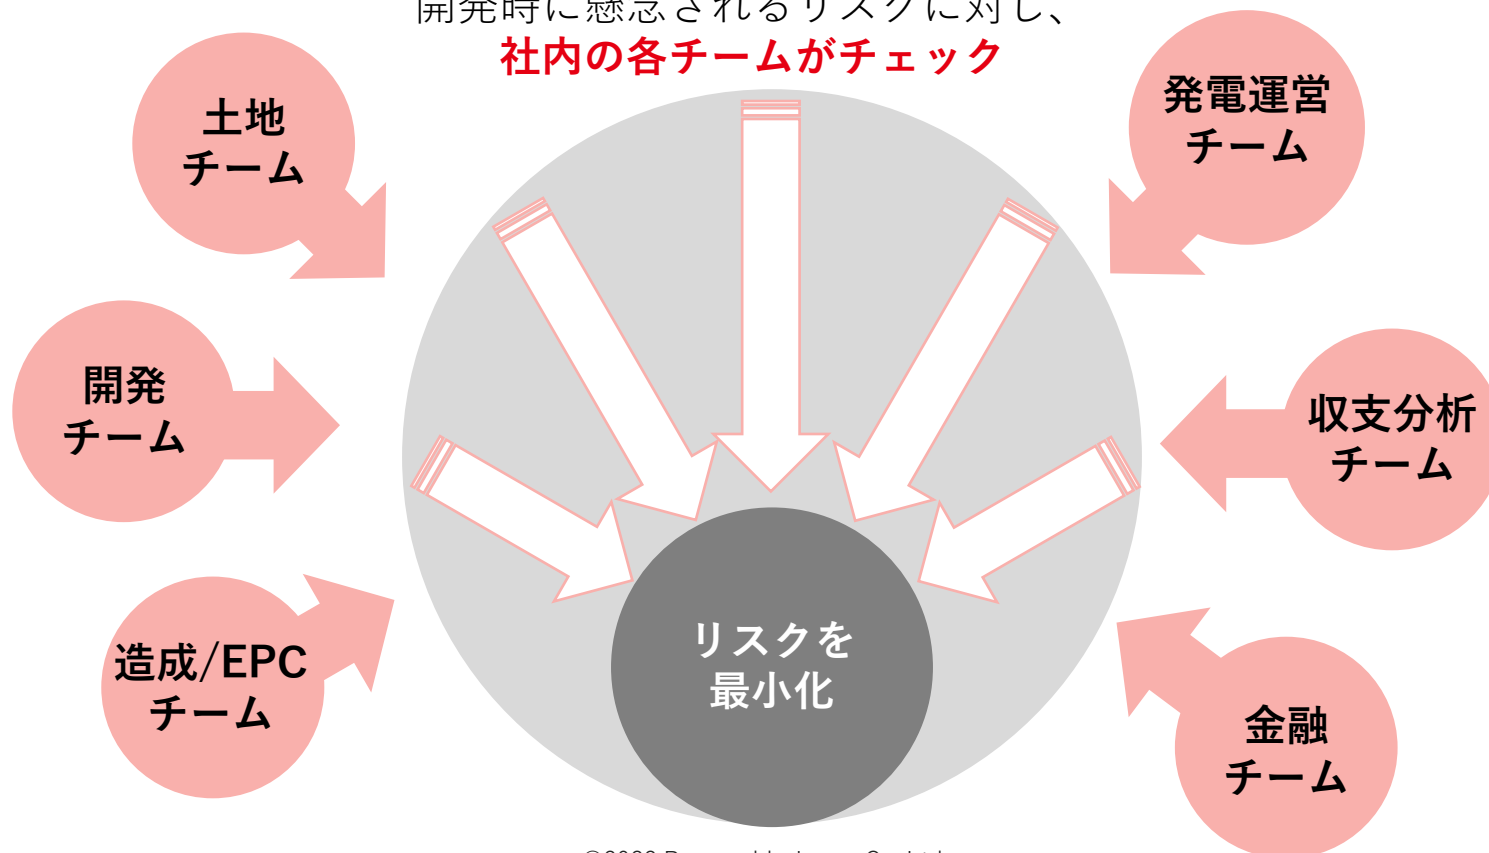 開発時に懸念されるリスクに対し、
社内の各チームがチェック
土地
チーム
発電運営
チーム
開発
チーム
収支分析
チーム
造成/EPC
チーム
リスクを
最小化
金融
チーム